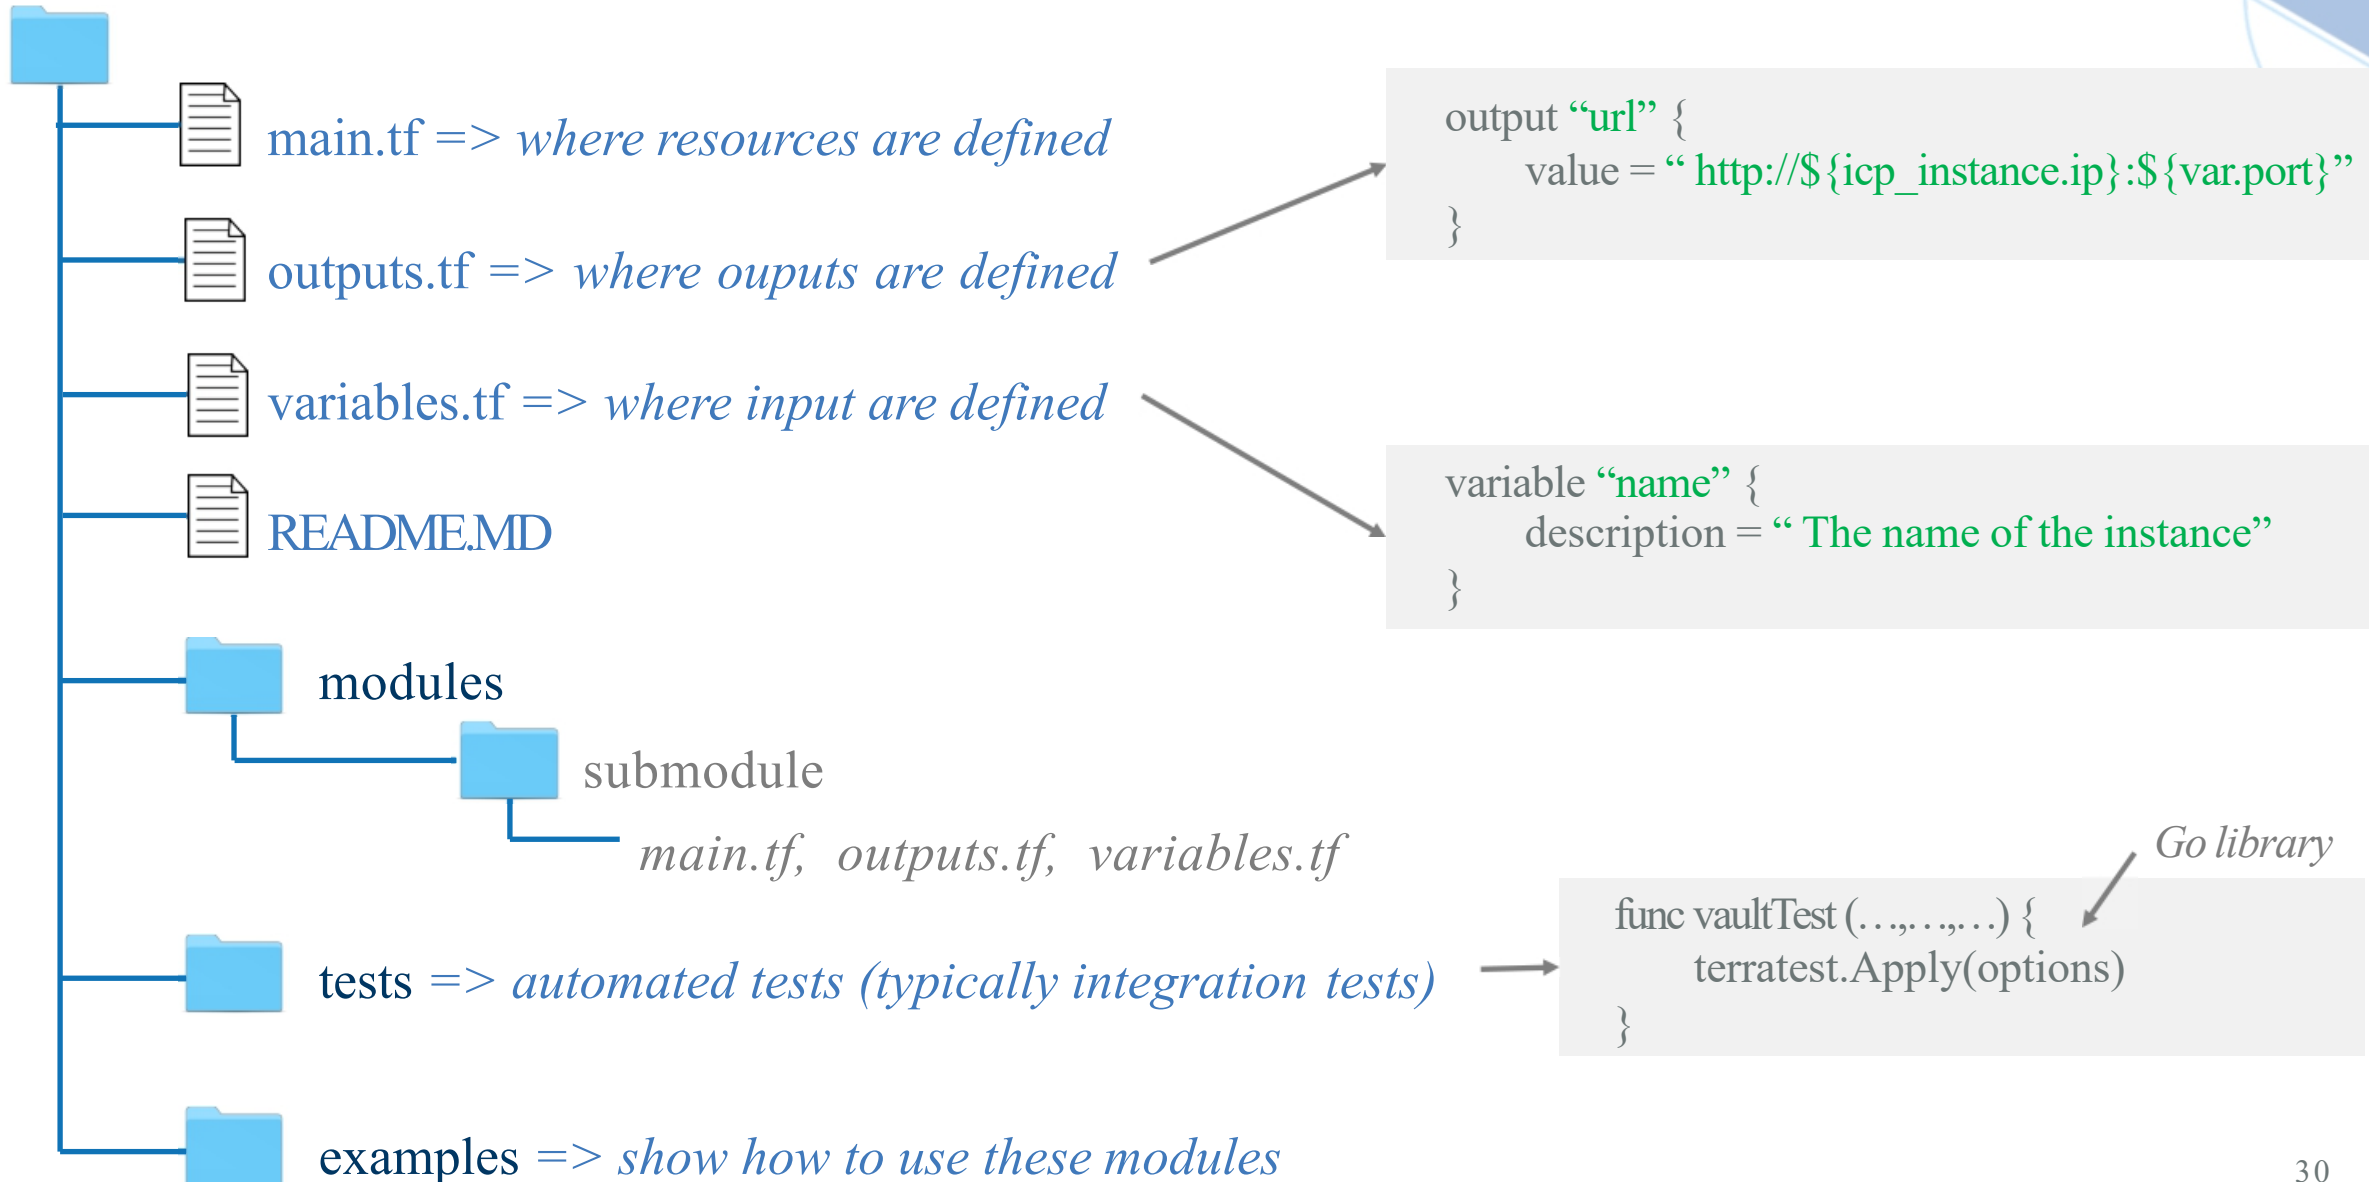 main.tf => where resources are defined
output “url” {
value = “ http://${icp_instance.ip}:${var.port}”
}
outputs.tf => where ouputs are defined
variables.tf => where input are defined
variable “name” {
description = “ The name of the instance”
}
README.MD
modules
submodule
main.tf, outputs.tf, variables.tf
Go library
func vaultTest (…,…,…) {
terratest.Apply(options)
}
tests => automated tests (typically integration tests)
examples => show how to use these modules
30